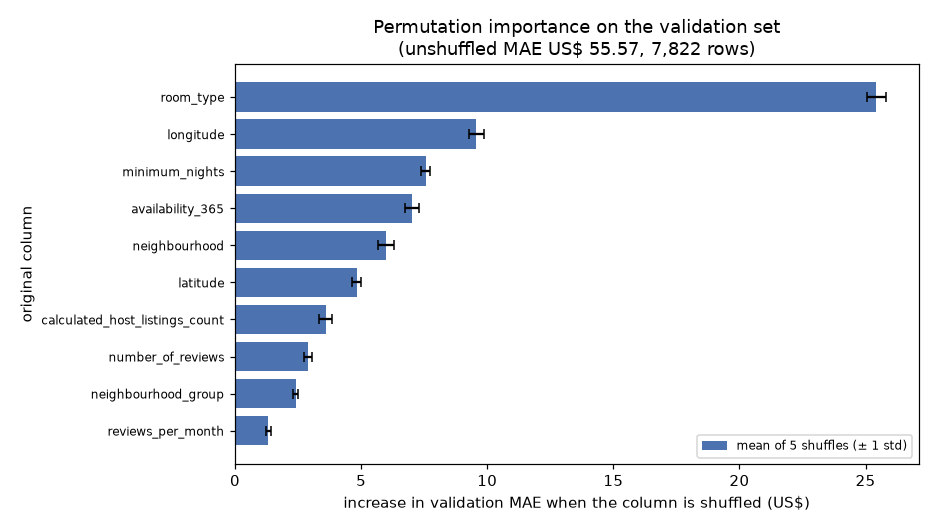 Permutation importance on the validation set
(unshuffled MAE US$ 55.57, 7,822 rows)
original column
room_type
longitude
minimum_nights
availability_365
neighbourhood
latitude
calculated_host_listings_count
number_of_reviews
neighbourhood_group
reviews_per_month
mean of 5 shuffles (± 1 std)
0 5 10 15 20 25
increase in validation MAE when the column is shuffled (US$)